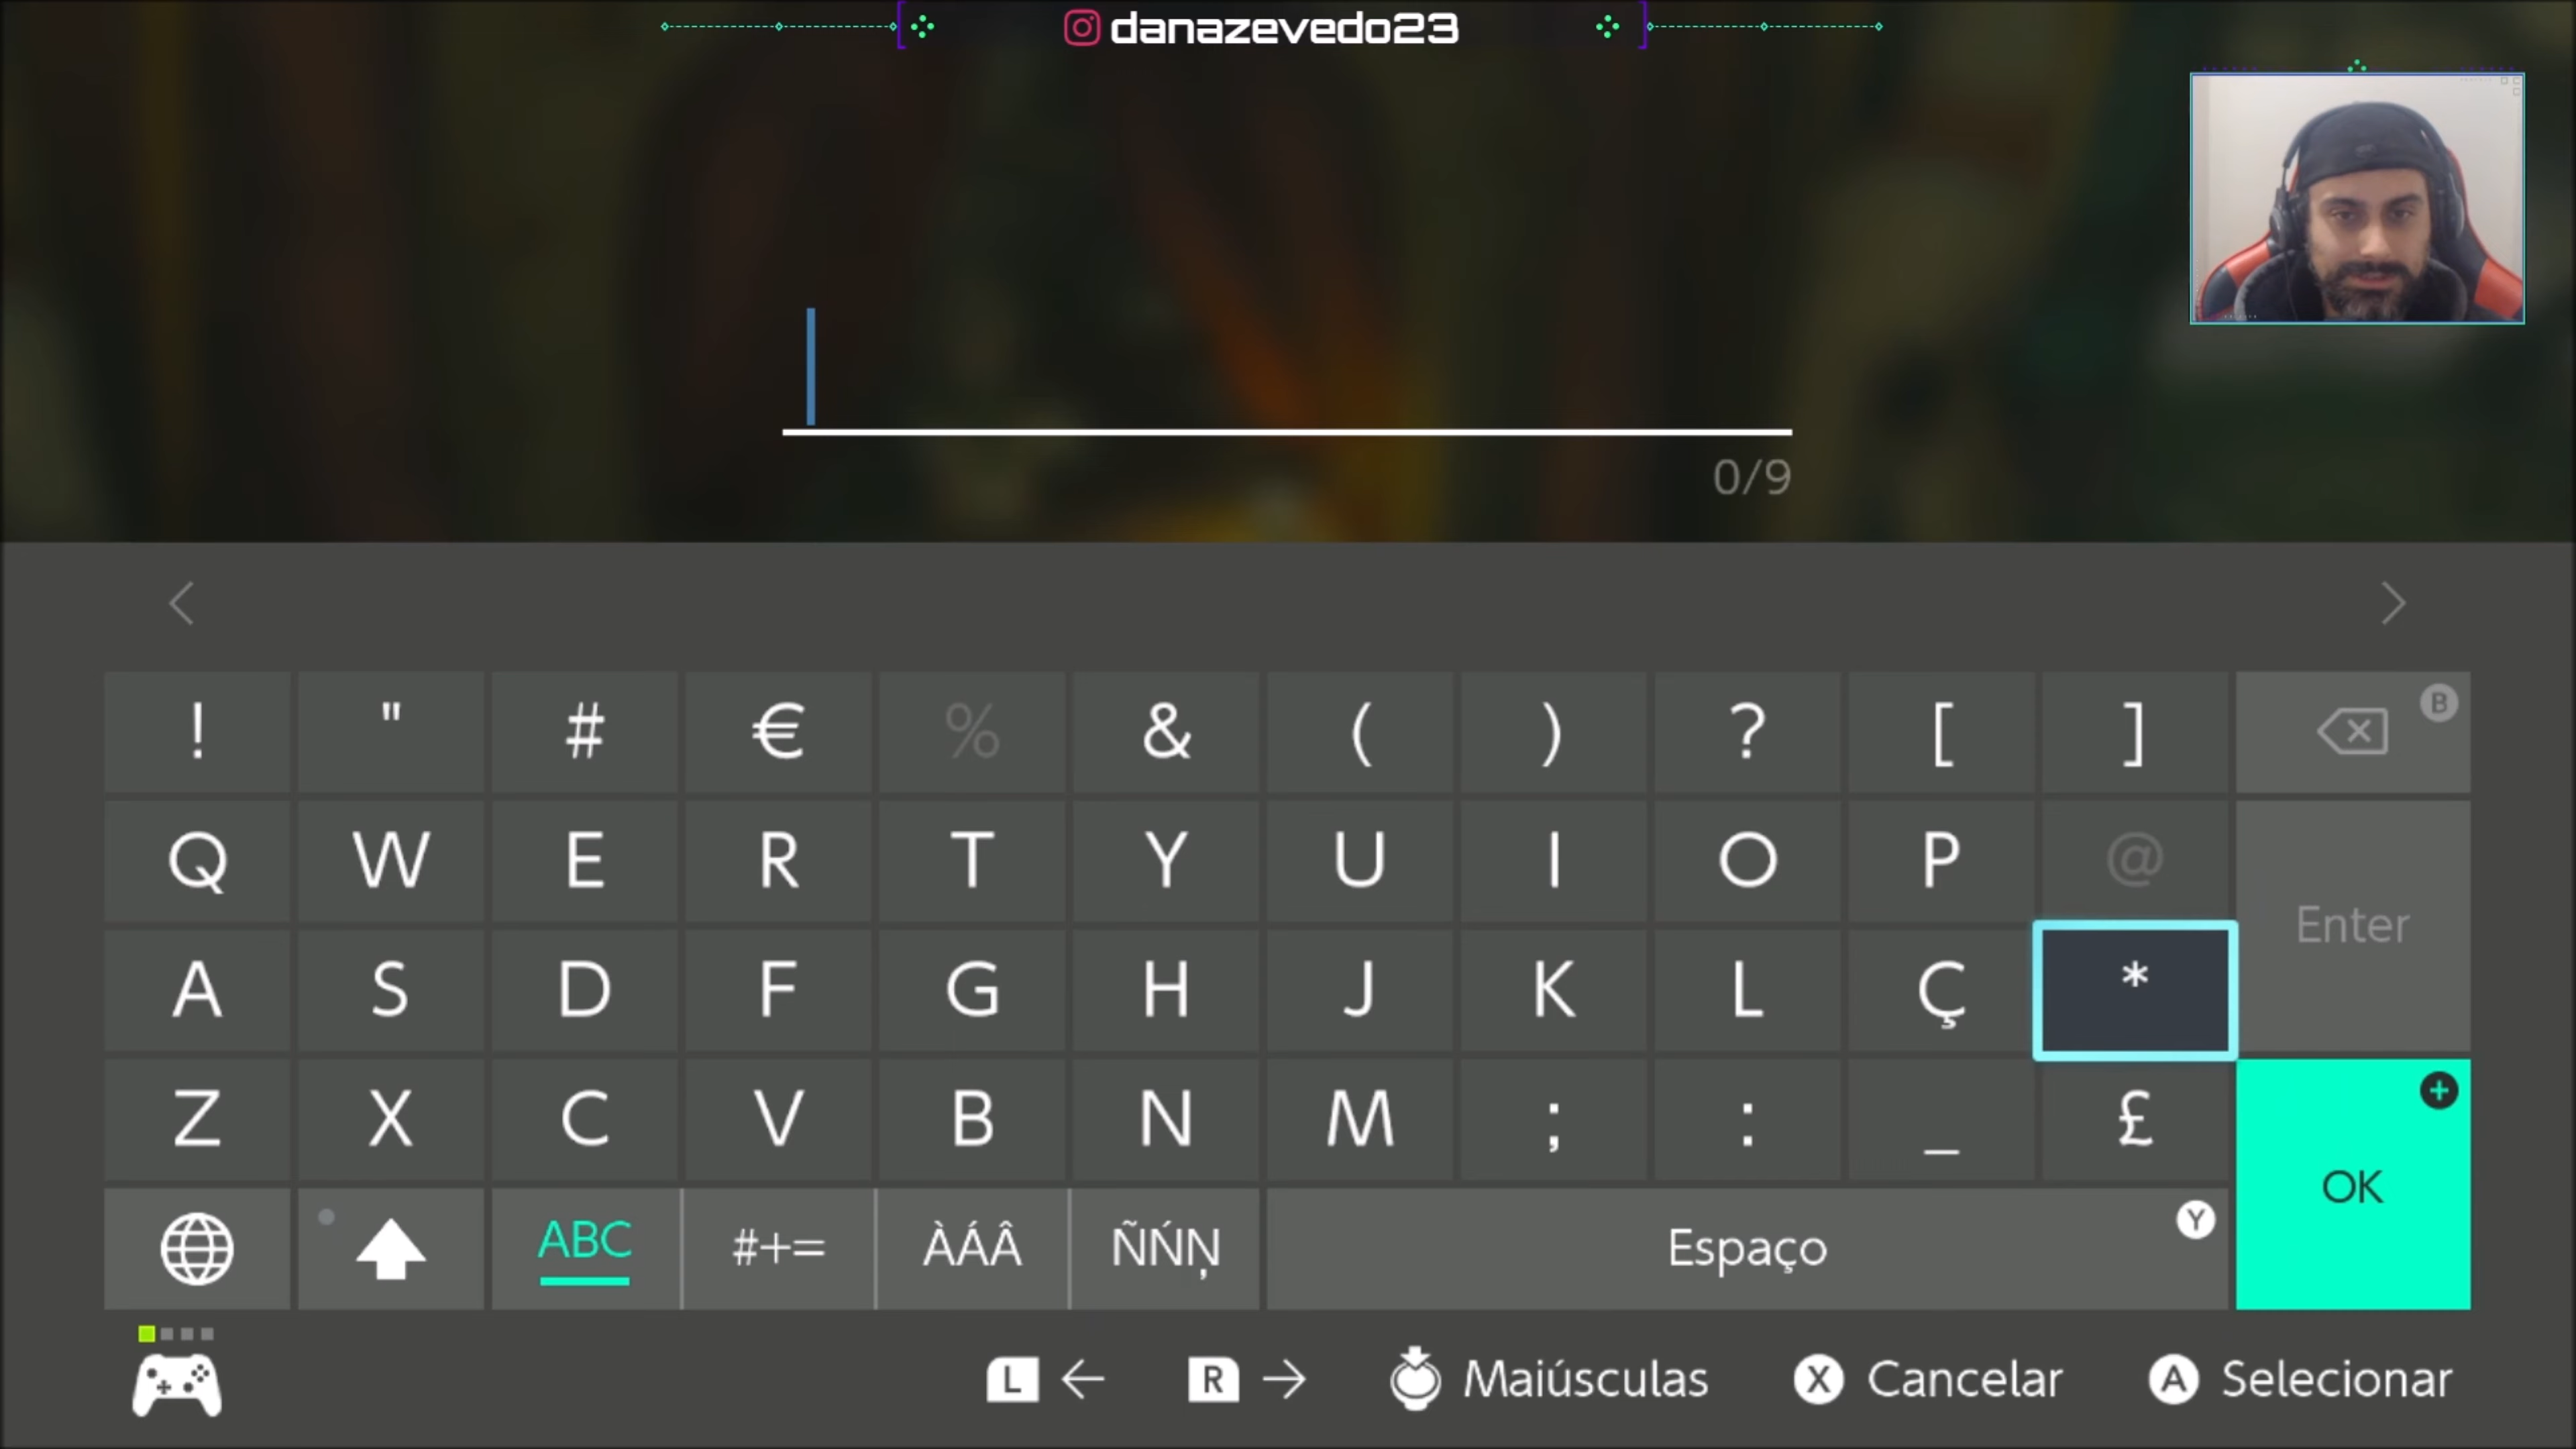 danazevedo23
0/9
! " # € % & ( ) ? [ ] B
Q W E R T Y U I O P @
A S D F G H J K L Ç * Enter
Z X C V B N M ; : _ £ +
ABC #+= ÀÁÂ ÑŃŅ Espaço Y OK
L ← R → Maiúsculas X Cancelar A Selecionar